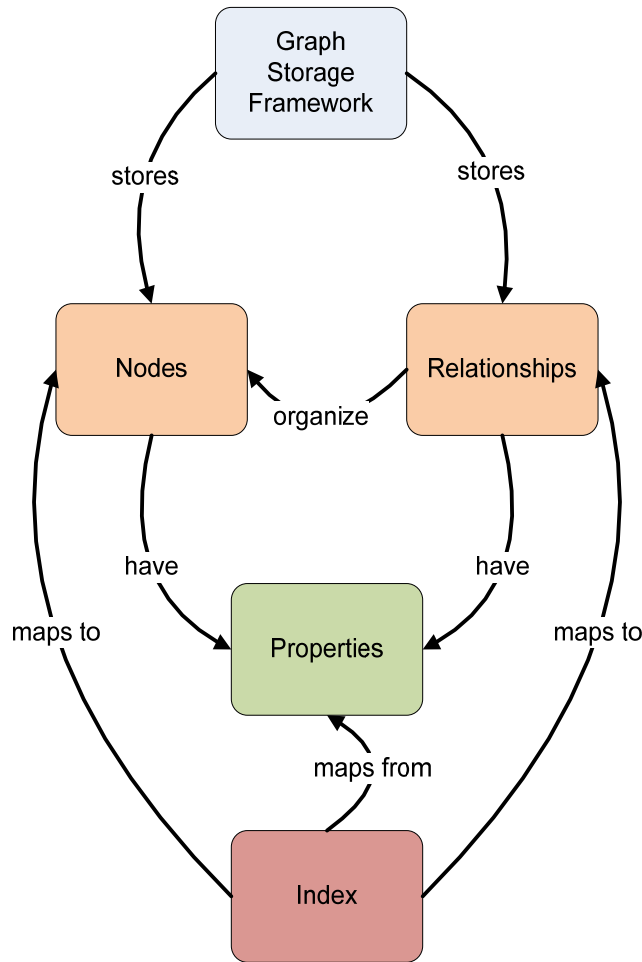 Graph
Storage
Framework
stores
stores
Nodes
Relationships
organize
have
have
maps to
Properties
maps to
maps from
Index